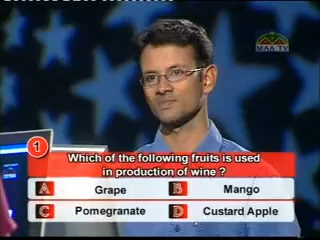 MAA TV
1
Which of the following fruits is used
in production of wine ?
A Grape
B Mango
C Pomegranate
D Custard Apple